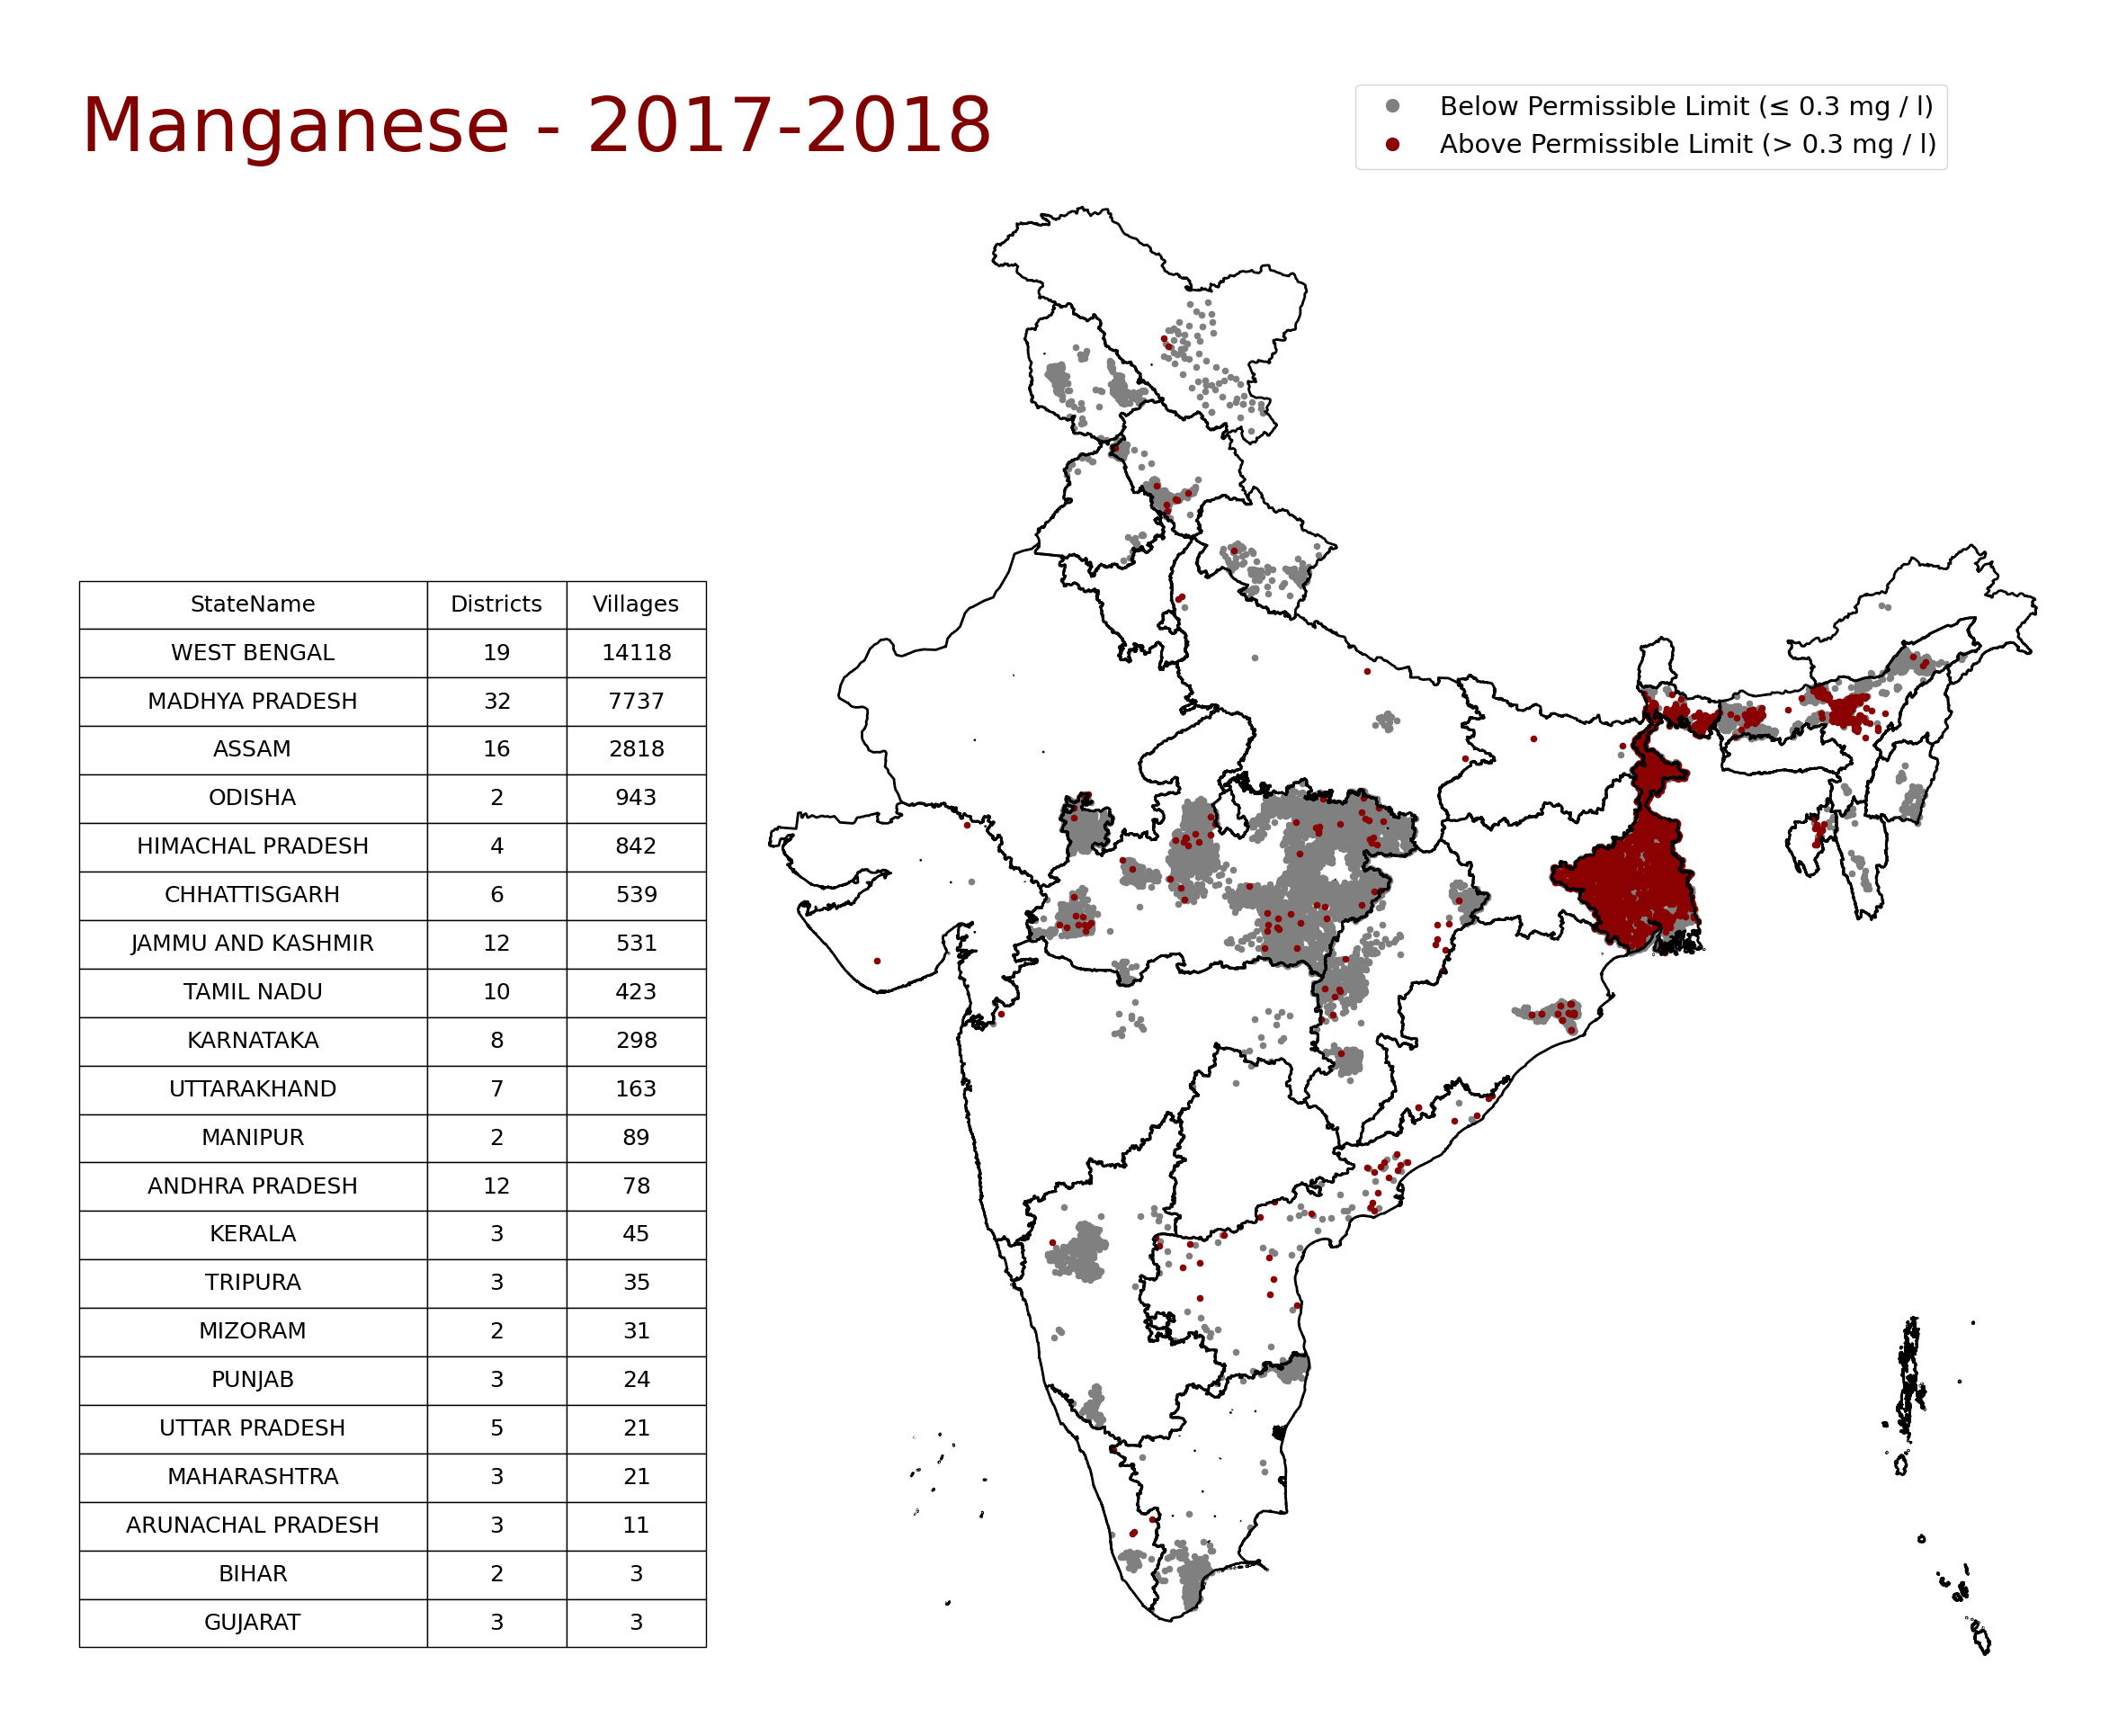 Manganese - 2017-2018
Below Permissible Limit (≤ 0.3 mg / l)
Above Permissible Limit (> 0.3 mg / l)
StateName Districts Villages
WEST BENGAL 19 14118
MADHYA PRADESH 32 7737
ASSAM 16 2818
ODISHA 2 943
HIMACHAL PRADESH 4 842
CHHATTISGARH 6 539
JAMMU AND KASHMIR 12 531
TAMIL NADU 10 423
KARNATAKA 8 298
UTTARAKHAND 7 163
MANIPUR 2 89
ANDHRA PRADESH 12 78
KERALA 3 45
TRIPURA 3 35
MIZORAM 2 31
PUNJAB 3 24
UTTAR PRADESH 5 21
MAHARASHTRA 3 21
ARUNACHAL PRADESH 3 11
BIHAR 2 3
GUJARAT 3 3